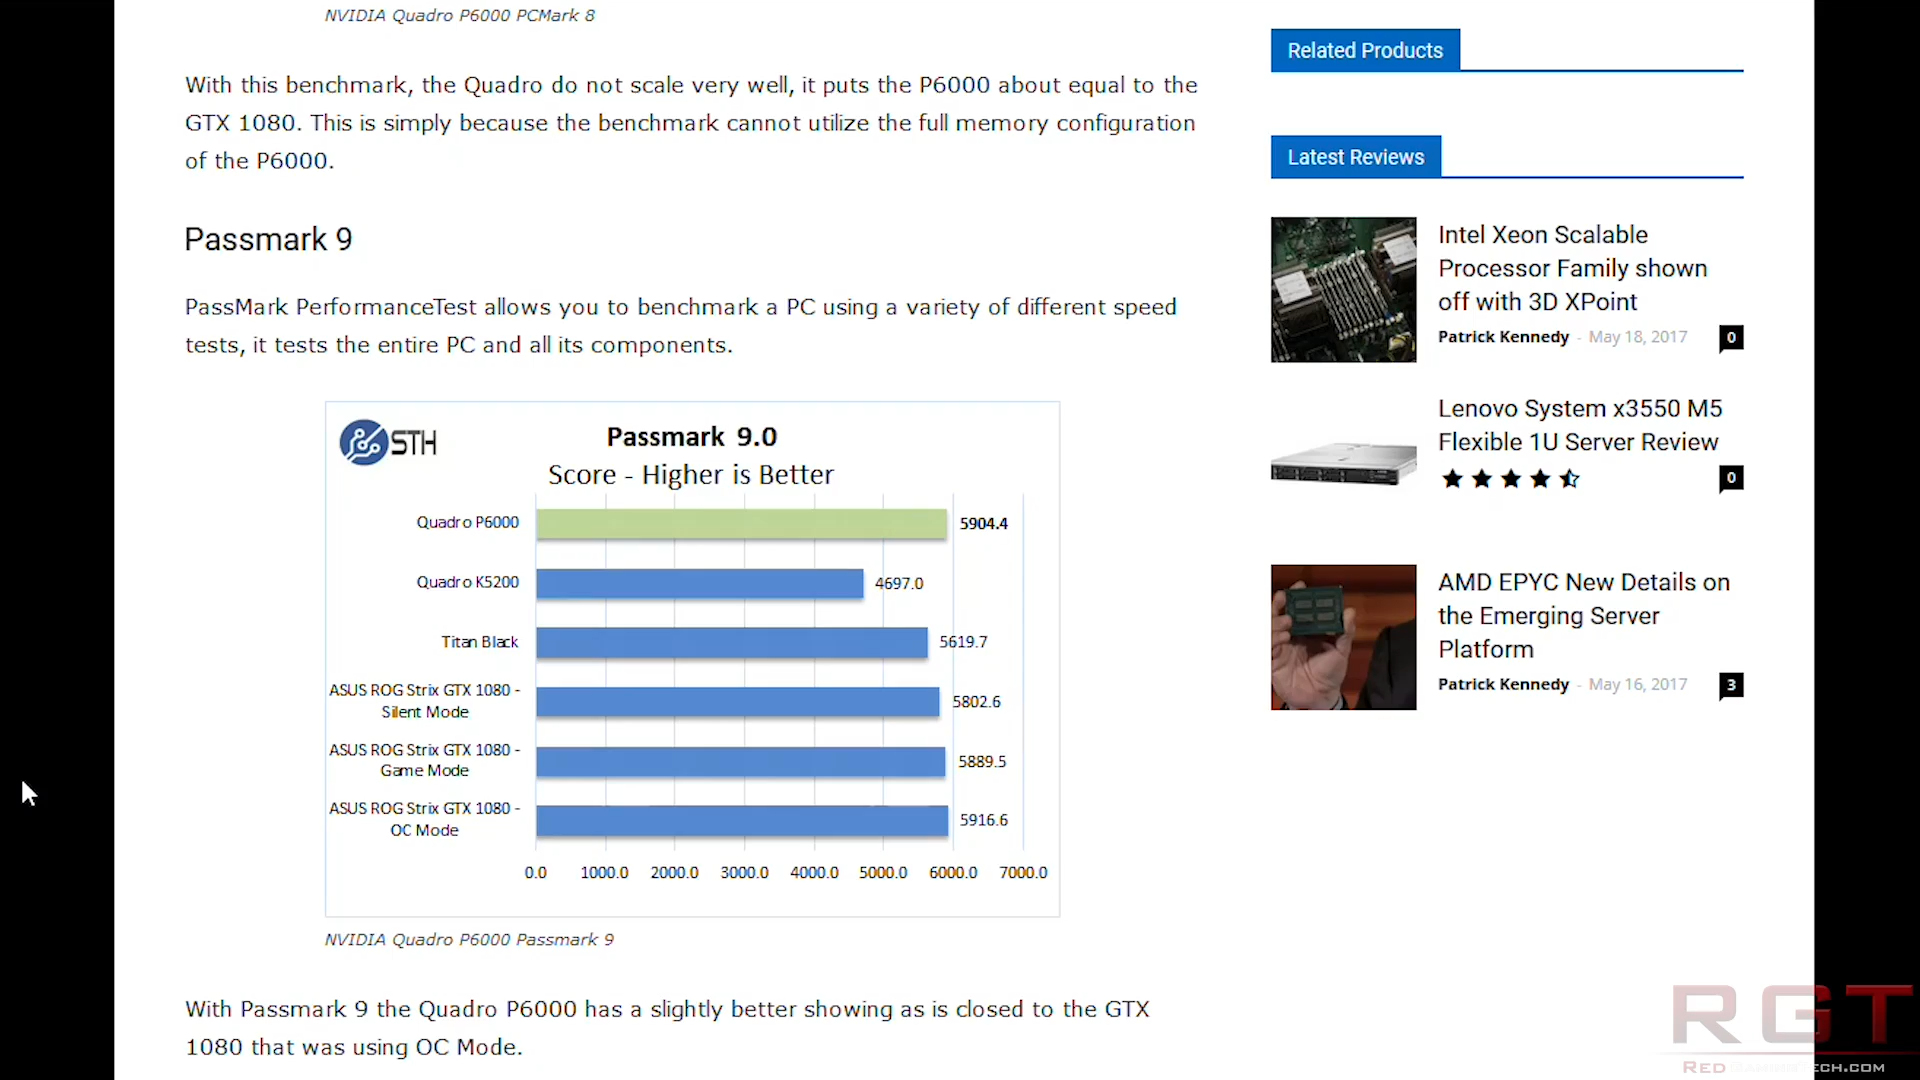 NVIDIA Quadro P6000 PCMark 8
With this benchmark, the Quadro do not scale very well, it puts the P6000 about equal to the
GTX 1080. This is simply because the benchmark cannot utilize the full memory configuration
of the P6000.
Passmark 9
PassMark PerformanceTest allows you to benchmark a PC using a variety of different speed
tests, it tests the entire PC and all its components.
STH
Passmark 9.0
Score - Higher is Better
Quadro P6000
5904.4
Quadro K5200
4697.0
Titan Black
5619.7
ASUS ROG Strix GTX 1080 -
Silent Mode
5802.6
ASUS ROG Strix GTX 1080 -
Game Mode
5889.5
ASUS ROG Strix GTX 1080 -
OC Mode
5916.6
0.0 1000.0 2000.0 3000.0 4000.0 5000.0 6000.0 7000.0
NVIDIA Quadro P6000 Passmark 9
With Passmark 9 the Quadro P6000 has a slightly better showing as is closed to the GTX
1080 that was using OC Mode.
Related Products
Latest Reviews
Intel Xeon Scalable
Processor Family shown
off with 3D XPoint
Patrick Kennedy - May 18, 2017 0
Lenovo System x3550 M5
Flexible 1U Server Review
0
AMD EPYC New Details on
the Emerging Server
Platform
Patrick Kennedy - May 16, 2017 3
RGT
REDGAMINGTECH.COM